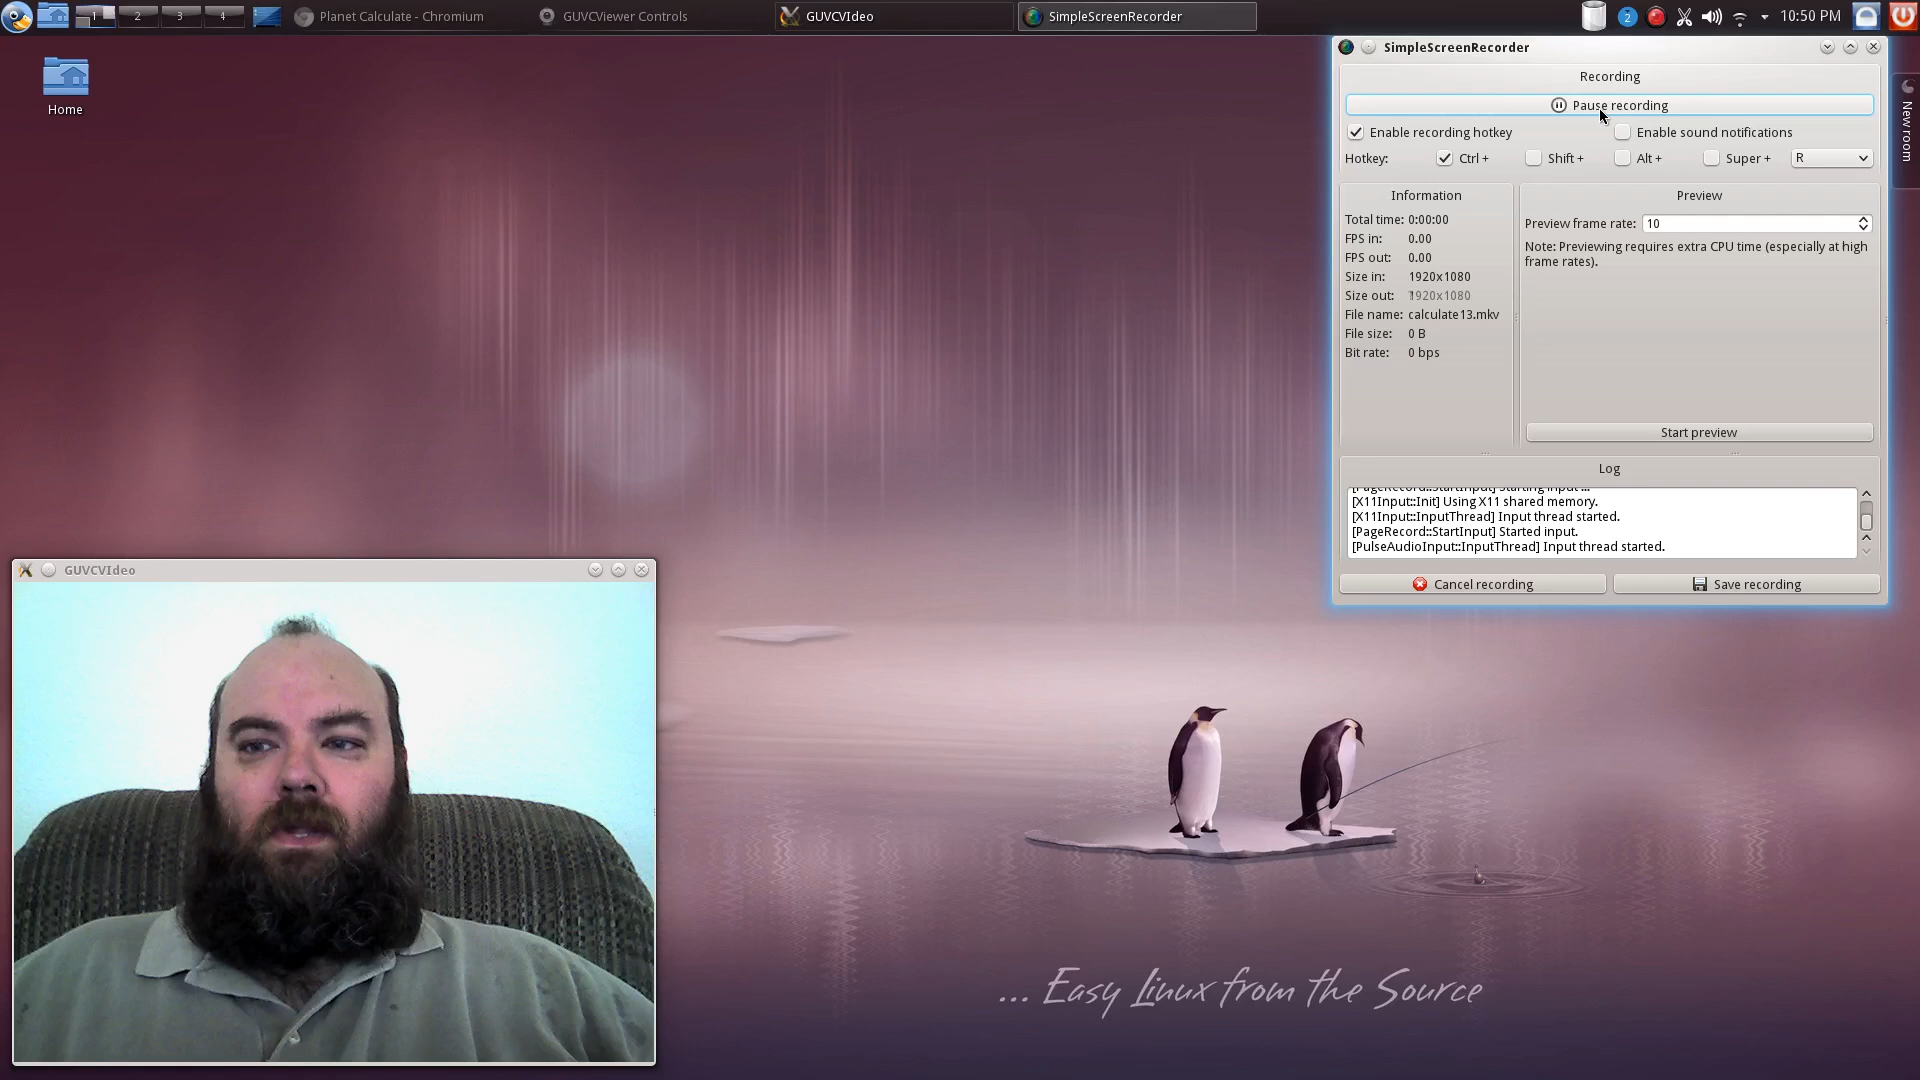 1
2
3
4
Planet Calculate - Chromium
GUVCViewer Controls
GUVCVIdeo
SimpleScreenRecorder
2
10:50 PM
Home
New room
SimpleScreenRecorder
Recording
Pause recording
Enable recording hotkey
Enable sound notifications
Hotkey:
Ctrl +
Shift +
Alt +
Super +
R
Information
Total time: 0:00:00
FPS in: 0.00
FPS out: 0.00
Size in: 1920x1080
Size out: 1920x1080
File name: calculate13.mkv
File size: 0 B
Bit rate: 0 bps
Preview
Preview frame rate: 10
Note: Previewing requires extra CPU time (especially at high
frame rates).
Start preview
Log
[PageRecord::StartInput] Starting input ...
[X11Input::Init] Using X11 shared memory.
[X11Input::InputThread] Input thread started.
[PageRecord::StartInput] Started input.
[PulseAudioInput::InputThread] Input thread started.
Cancel recording
Save recording
GUVCVIdeo
... Easy Linux from the Source